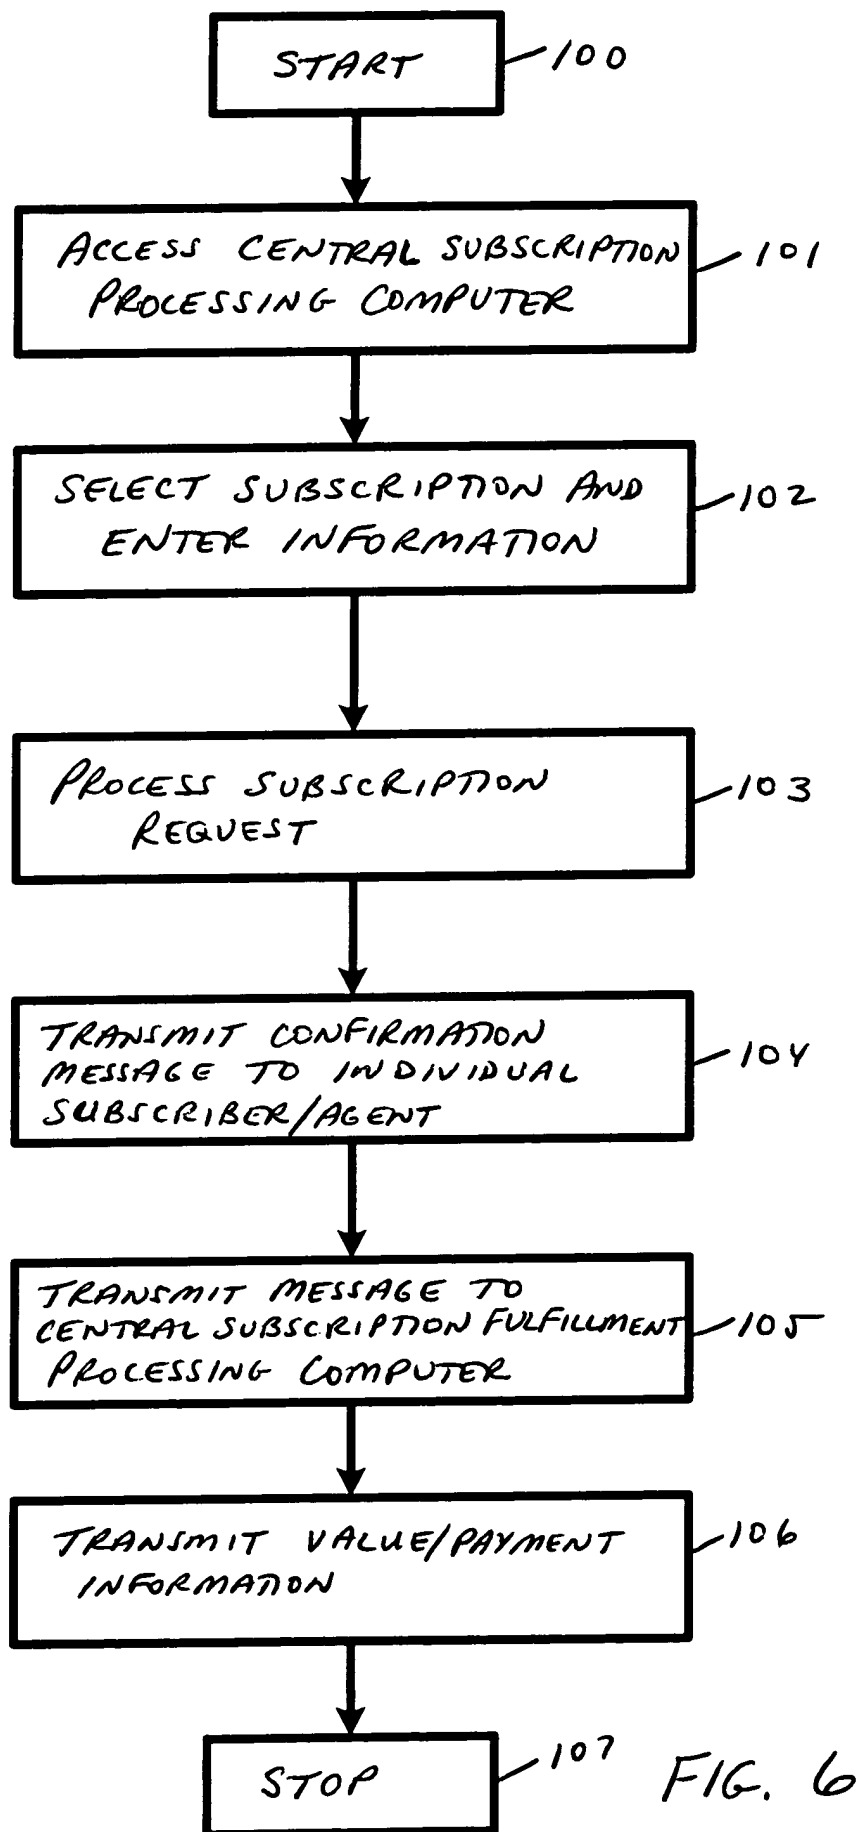 START
100
ACCESS CENTRAL SUBSCRIPTION
PROCESSING COMPUTER
101
SELECT SUBSCRIPTION AND
ENTER INFORMATION
102
PROCESS SUBSCRIPTION
REQUEST
103
TRANSMIT CONFIRMATION
MESSAGE TO INDIVIDUAL
SUBSCRIBER/AGENT
104
TRANSMIT MESSAGE TO
CENTRAL SUBSCRIPTION FULFILLMENT
PROCESSING COMPUTER
105
TRANSMIT VALUE/PAYMENT
INFORMATION
106
STOP
107
FIG. 6